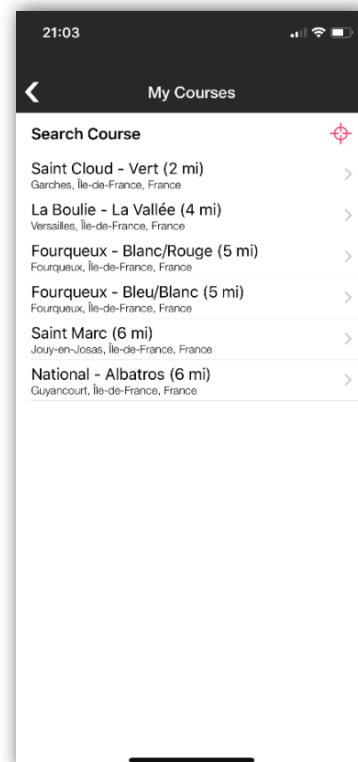 21:03
My Courses
Search Course
Saint Cloud - Vert (2 mi)
Garches, Île-de-France, France
La Boulie - La Vallée (4 mi)
Versailles, Île-de-France, France
Fourqueux - Blanc/Rouge (5 mi)
Fourqueux, Île-de-France, France
Fourqueux - Bleu/Blanc (5 mi)
Fourqueux, Île-de-France, France
Saint Marc (6 mi)
Jouy-en-Josas, Île-de-France, France
National - Albatros (6 mi)
Guyancourt, Île-de-France, France